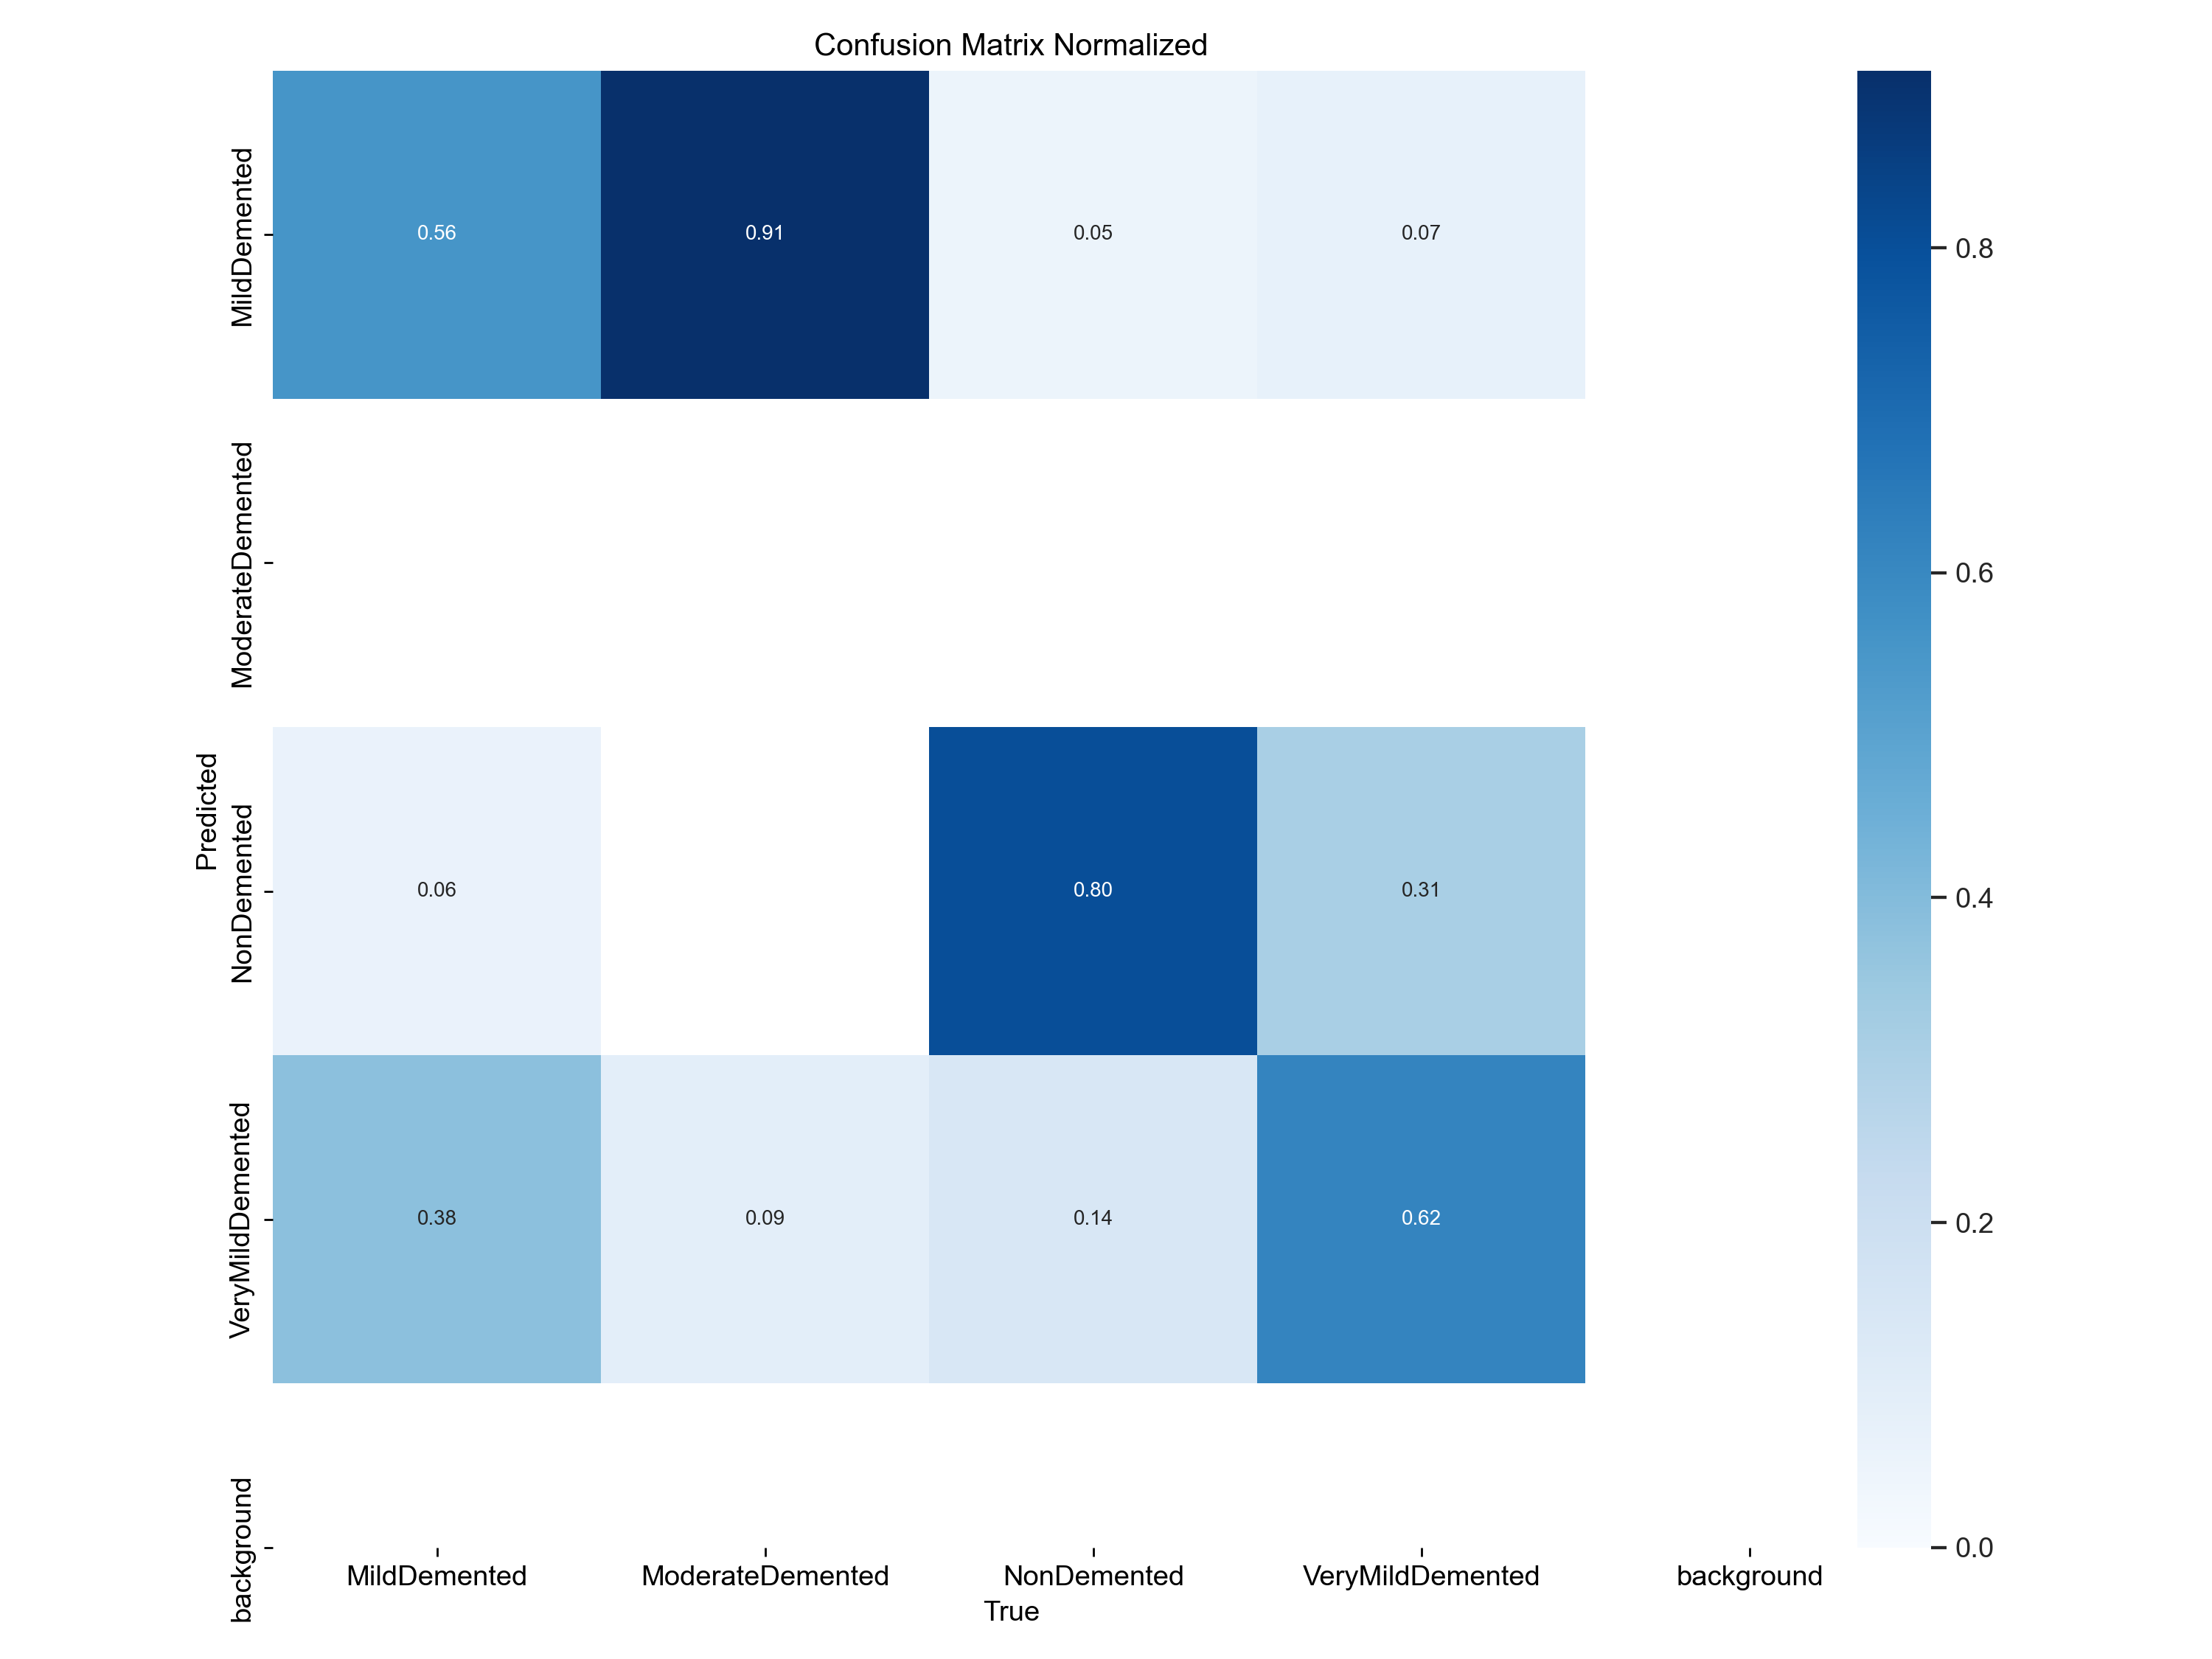 Confusion Matrix Normalized
MildDemented
0.56
0.91
0.05
0.07
ModerateDemented
Predicted
NonDemented
0.06
0.80
0.31
VeryMildDemented
0.38
0.09
0.14
0.62
background
MildDemented
ModerateDemented
NonDemented
VeryMildDemented
background
True
0.8
0.6
0.4
0.2
0.0